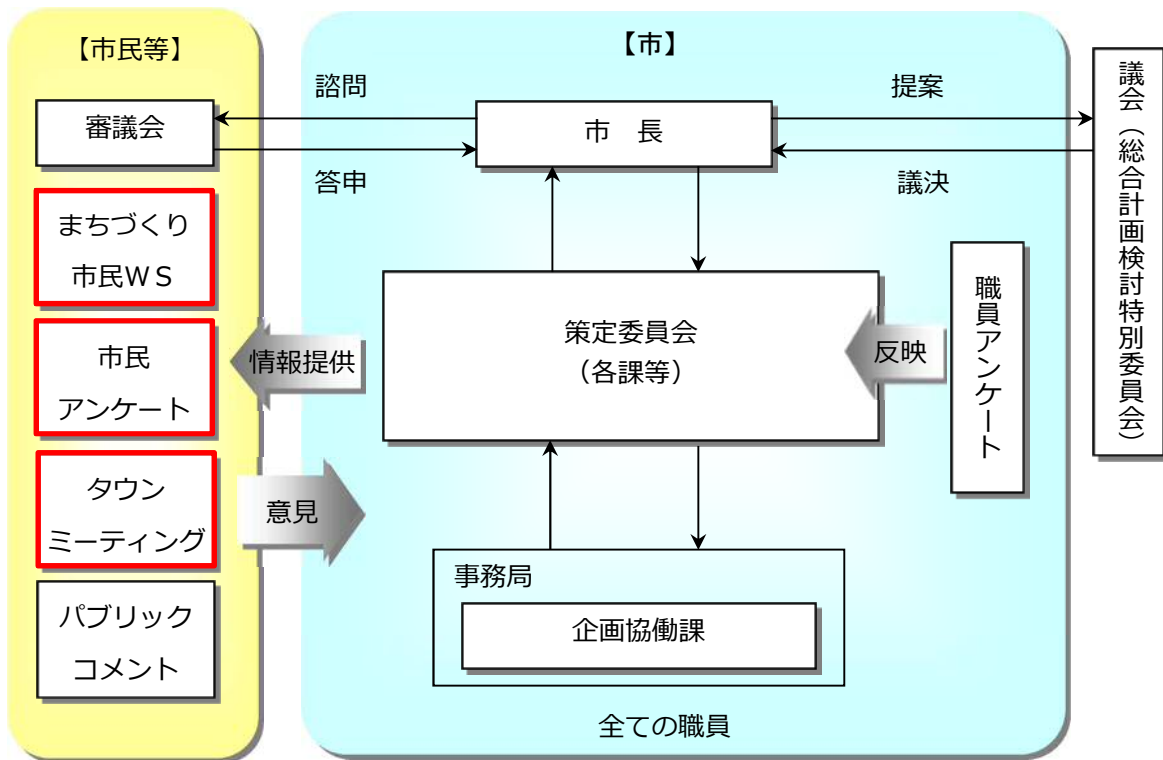 【市民等】
審議会
まちづくり
市民ＷＳ
市民
アンケート
タウン
ミーティング
パブリック
コメント
諮問
答申
情報提供
意見
【市】
市　長
策定委員会
（各課等）
事務局
企画協働課
全ての職員
提案
議決
反映
職員アンケート
議会（総合計画検討特別委員会）